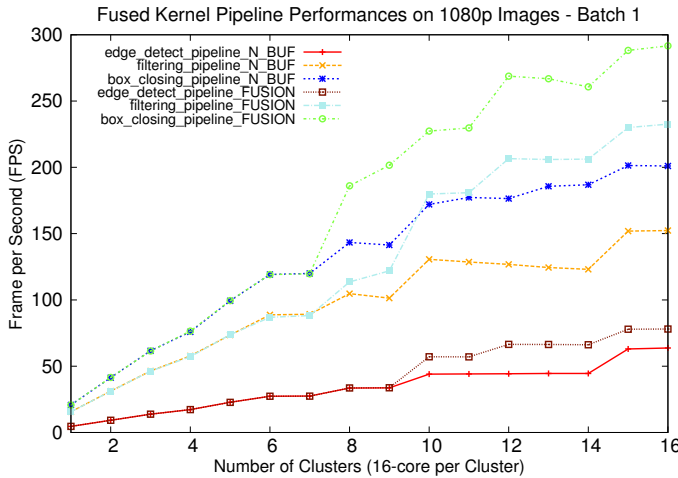 Fused Kernel Pipeline Performances on 1080p Images - Batch 1
300
250
200
150
100
50
0
Frame per Second (FPS)
edge_detect_pipeline_N_BUF
filtering_pipeline_N_BUF
box_closing_pipeline_N_BUF
edge_detect_pipeline_FUSION
filtering_pipeline_FUSION
box_closing_pipeline_FUSION
2 4 6 8 10 12 14 16
Number of Clusters (16-core per Cluster)